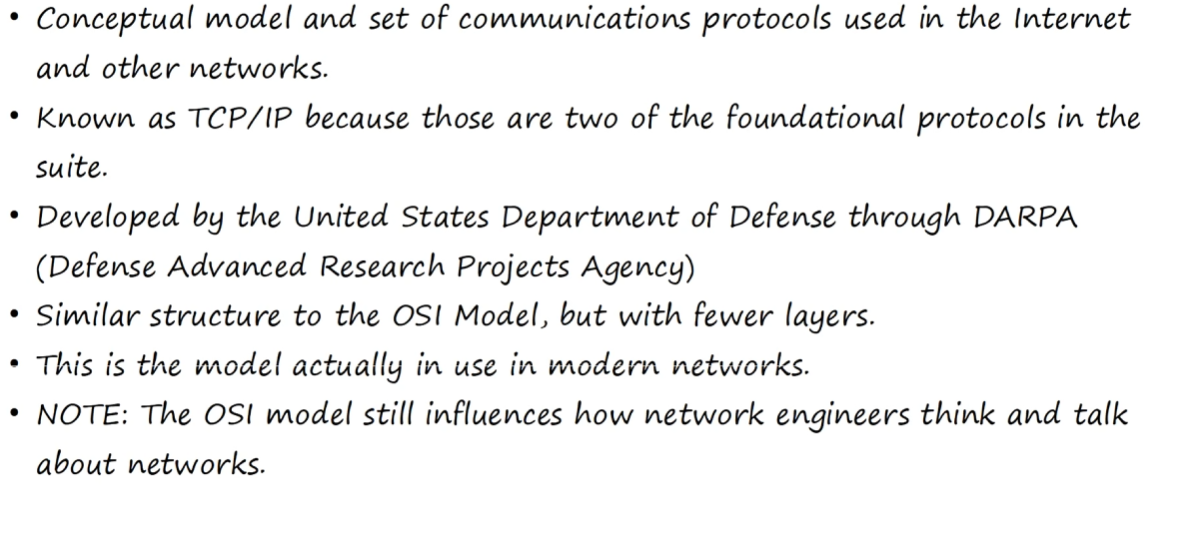 • Conceptual model and set of communications protocols used in the Internet
and other networks.
• Known as TCP/IP because those are two of the foundational protocols in the
suite.
• Developed by the United States Department of Defense through DARPA
(Defense Advanced Research Projects Agency)
• Similar structure to the OSI Model, but with fewer layers.
• This is the model actually in use in modern networks.
• NOTE: The OSI model still influences how network engineers think and talk
about networks.